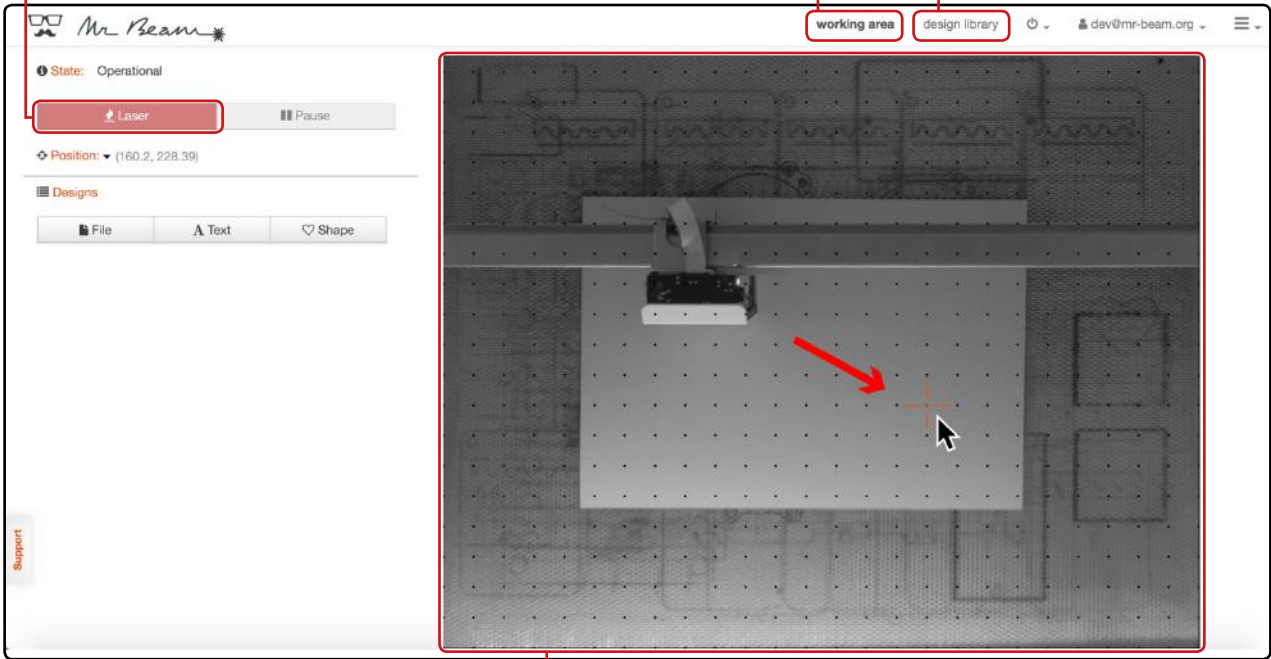 Mr Beam
working area
design library
dev@mr-beam.org
State: Operational
Laser
Pause
Position: (160.2, 228.39)
Designs
File
A Text
Shape
Support